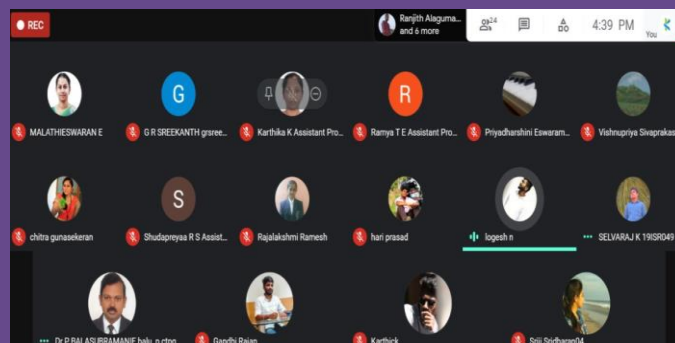 REC
Ranjith Alaguma...
and 6 more
24
4:39 PM
You
G
R
MALATHIESWARAN E
G R SREEKANTH grsree...
Karthika K Assistant Pro...
Ramya T E Assistant Pro...
Priyadharshini Eswaram...
Vishnupriya Sivaprakas
S
chitra gunasekeran
Shudapreyaa R S Assist...
Rajalakshmi Ramesh
hari prasad
logesh n
SELVARAJ K 19ISR049
Dr P BALASUBRAMANIE balu_p ctpg
Gandhi Rajan
Karthick
Sriji Sridharan04